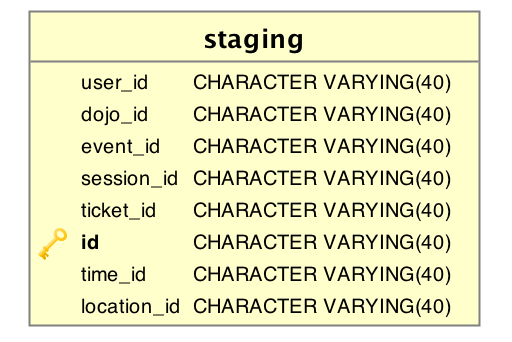 staging
user_id CHARACTER VARYING(40)
dojo_id CHARACTER VARYING(40)
event_id CHARACTER VARYING(40)
session_id CHARACTER VARYING(40)
ticket_id CHARACTER VARYING(40)
id CHARACTER VARYING(40)
time_id CHARACTER VARYING(40)
location_id CHARACTER VARYING(40)